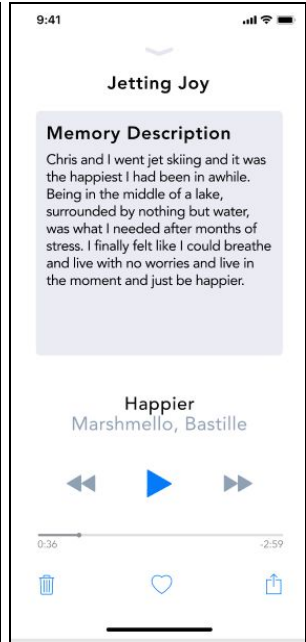 9:41
Jetting Joy
Memory Description
Chris and I went jet skiing and it was
the happiest I had been in awhile.
Being in the middle of a lake,
surrounded by nothing but water,
was what I needed after months of
stress. I finally felt like I could breathe
and live with no worries and live in
the moment and just be happier.
Happier
Marshmello, Bastille
0:36 -2:59